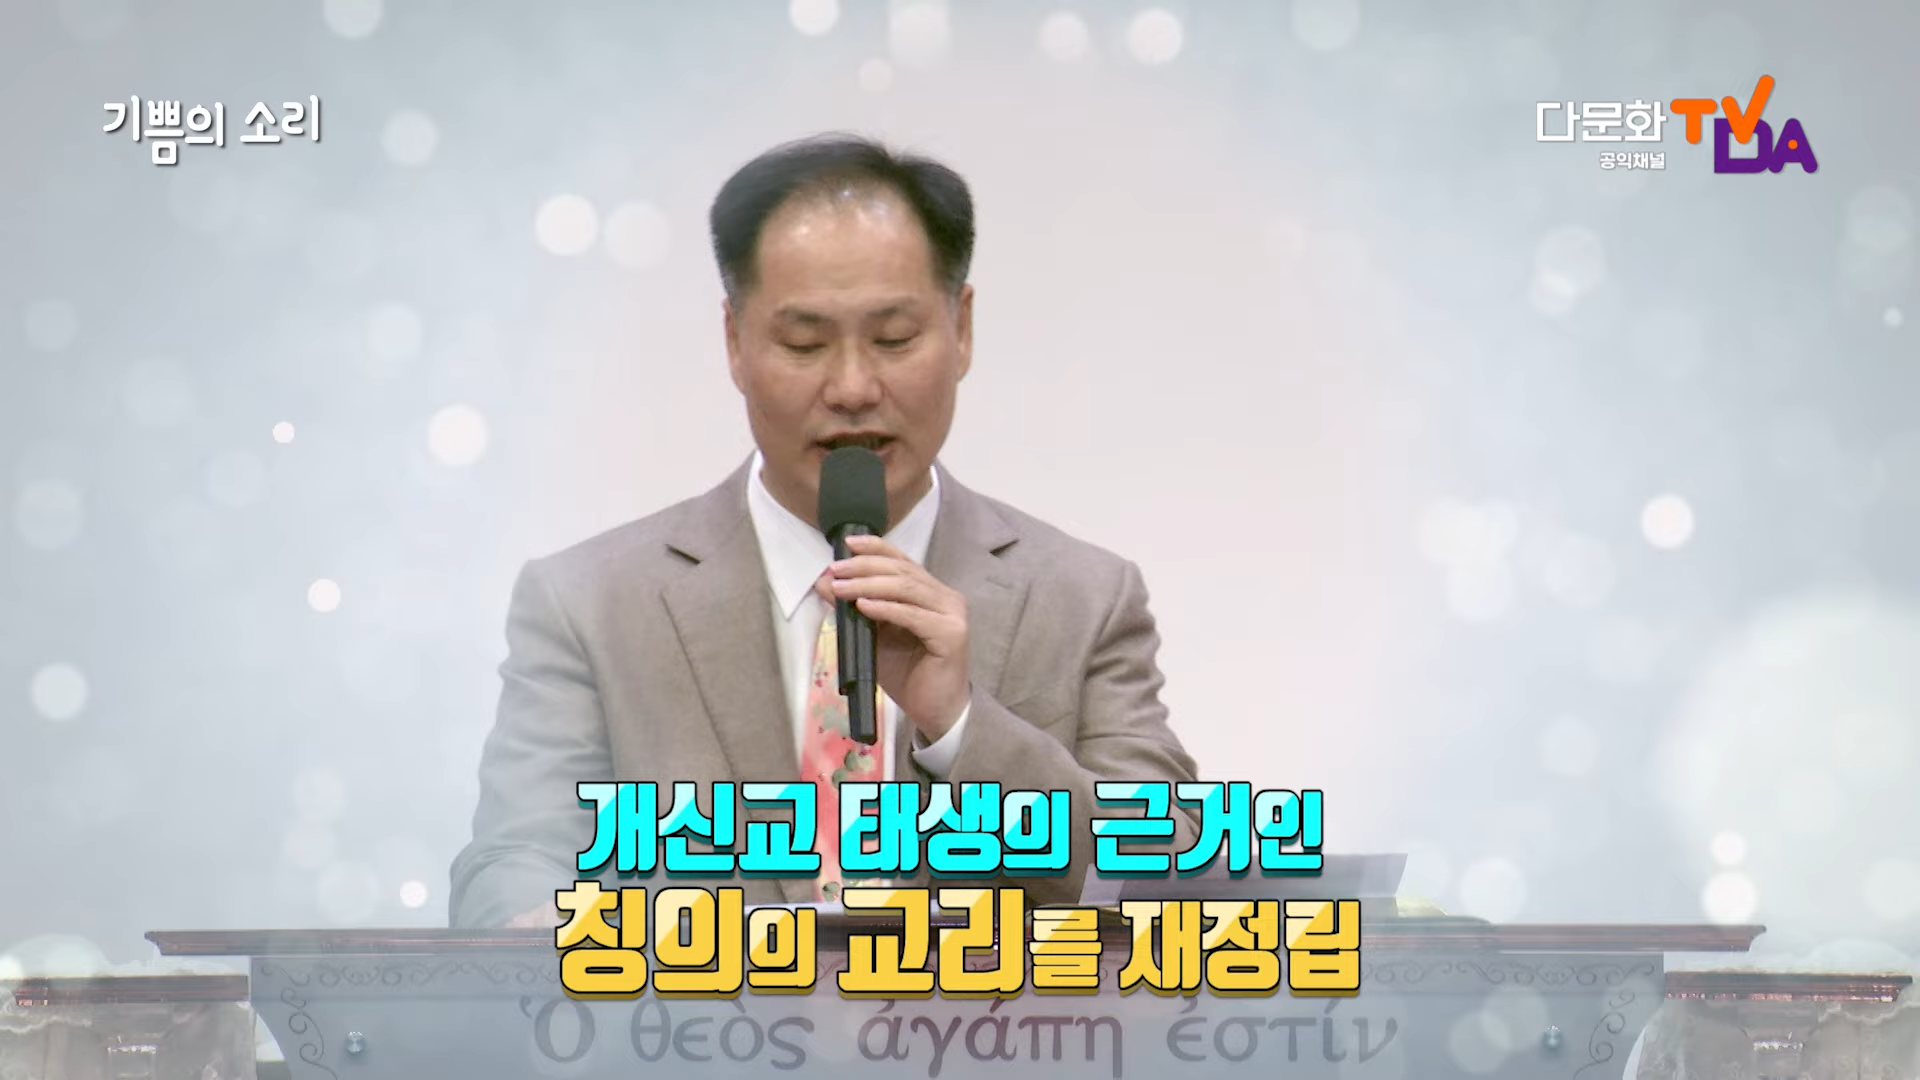 기쁨의 소리
다문화 TV DA
공익채널
개신교 태생의 근거인
칭의의 교리를 재정립
Ὁ θεὸς ἀγάπη ἐστίν